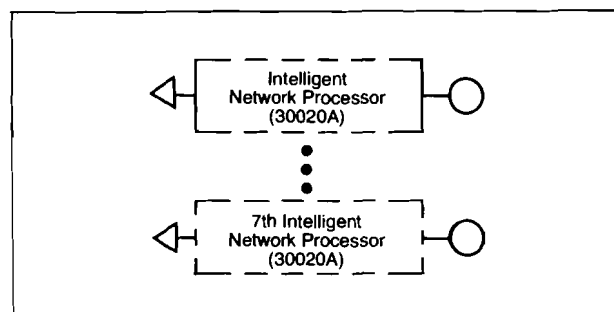 Intelligent
Network Processor
(30020A)
7th Intelligent
Network Processor
(30020A)